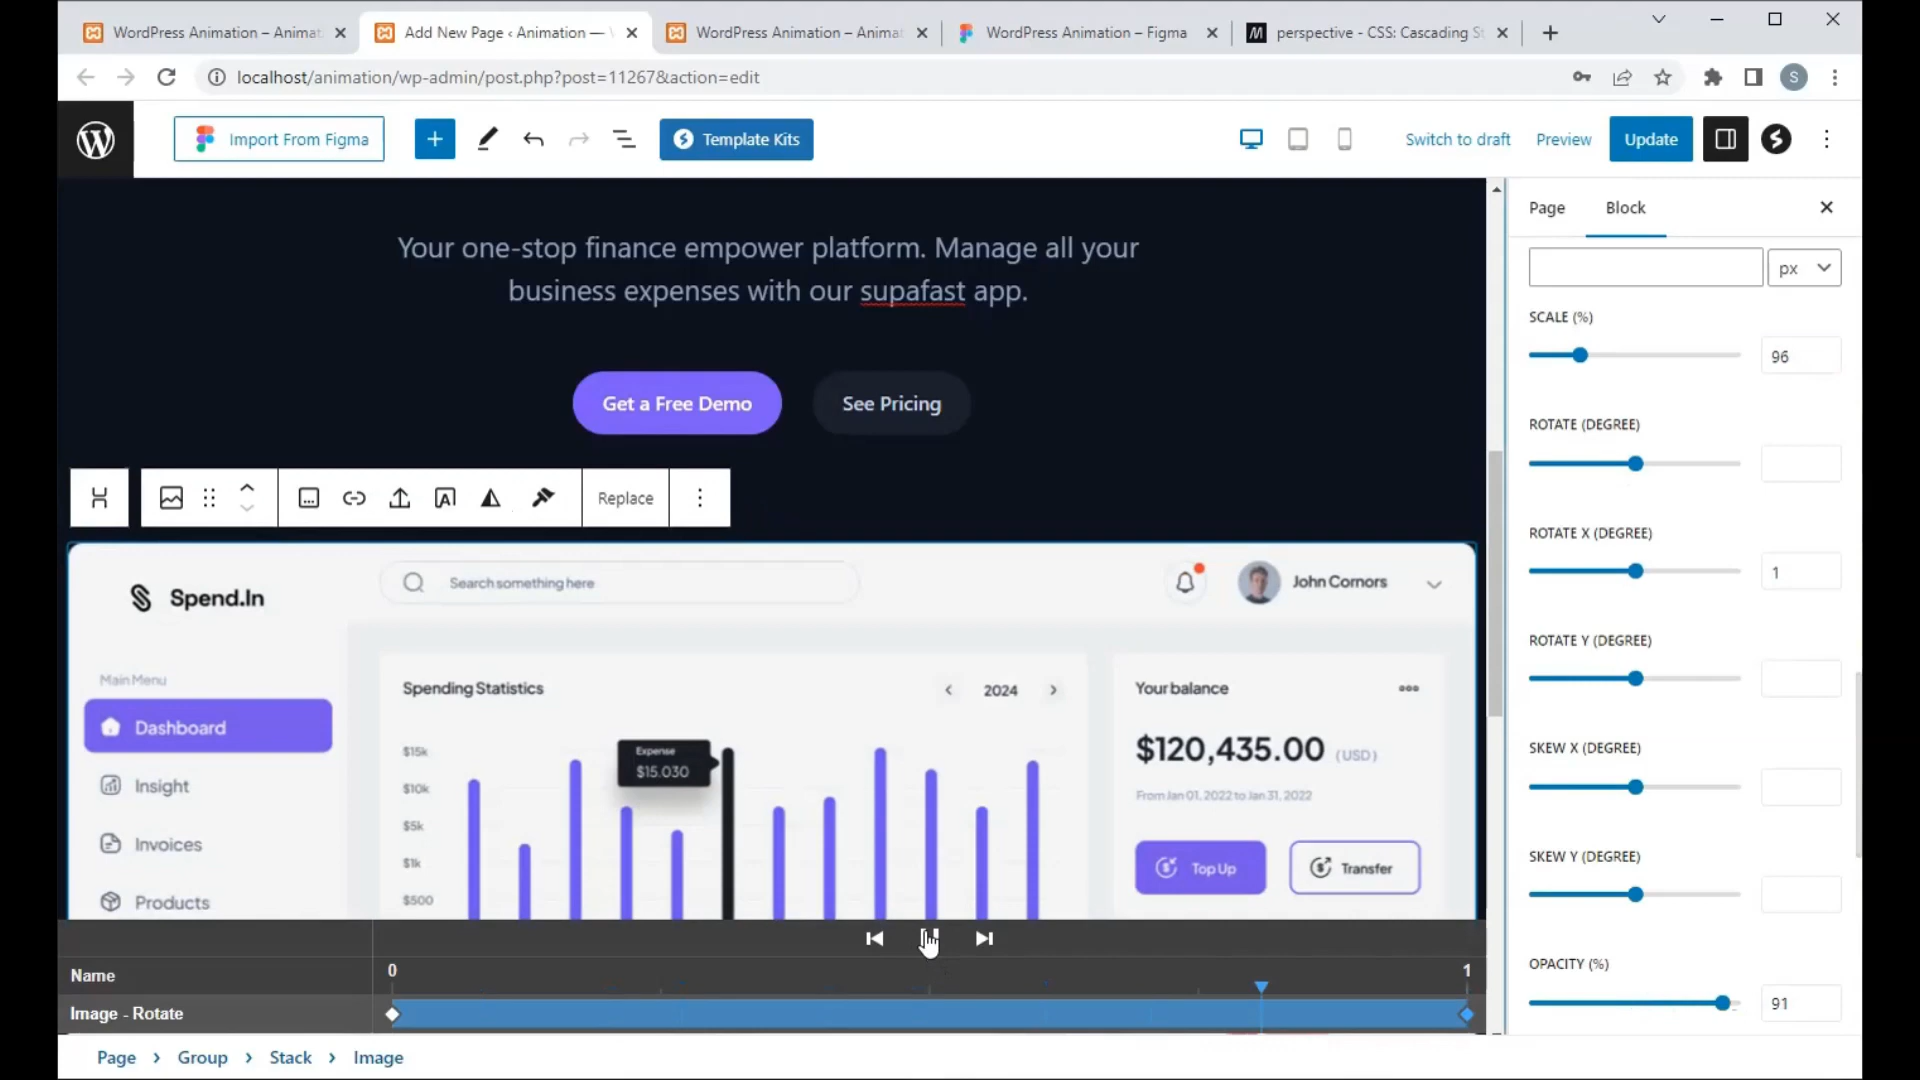 WordPress Animation – Animat
Add New Page ‹ Animation —
WordPress Animation – Anima
WordPress Animation – Figma
perspective - CSS: Cascading S
localhost/animation/wp-admin/post.php?post=11267&action=edit
S
Import From Figma
Template Kits
Switch to draft
Preview
Update
Your one-stop finance empower platform. Manage all your
business expenses with our supafast app.
Get a Free Demo
See Pricing
Replace
Spend.In
Search something here
John Cornors
Main Menu
Dashboard
Insight
Invoices
Products
Spending Statistics
2024
$15k
$10k
$5k
$1k
$500
Expense
$15.030
Your balance
$120,435.00 (USD)
From Jan 01, 2022 to Jan 31, 2022
Top Up
Transfer
Page
Block
px
SCALE (%)
96
ROTATE (DEGREE)
ROTATE X (DEGREE)
1
ROTATE Y (DEGREE)
SKEW X (DEGREE)
SKEW Y (DEGREE)
OPACITY (%)
91
Name
0
1
Image - Rotate
Page › Group › Stack › Image